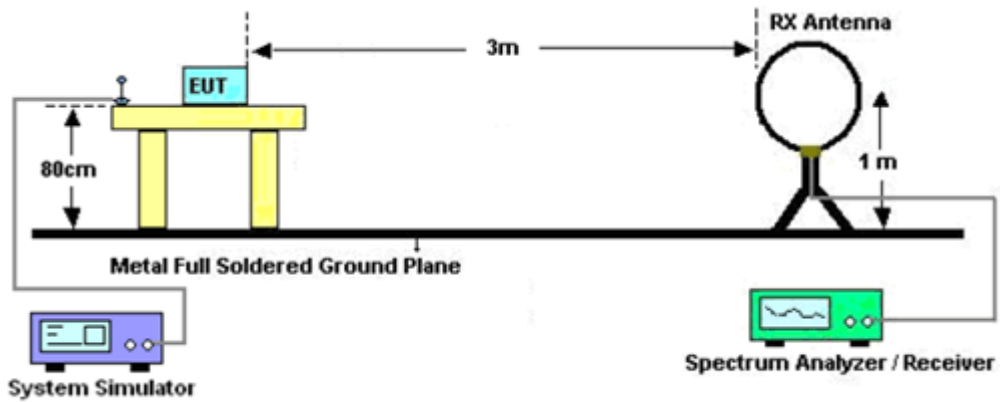 RX Antenna
3m
EUT
80cm
1 m
Metal Full Soldered Ground Plane
Spectrum Analyzer / Receiver
System Simulator